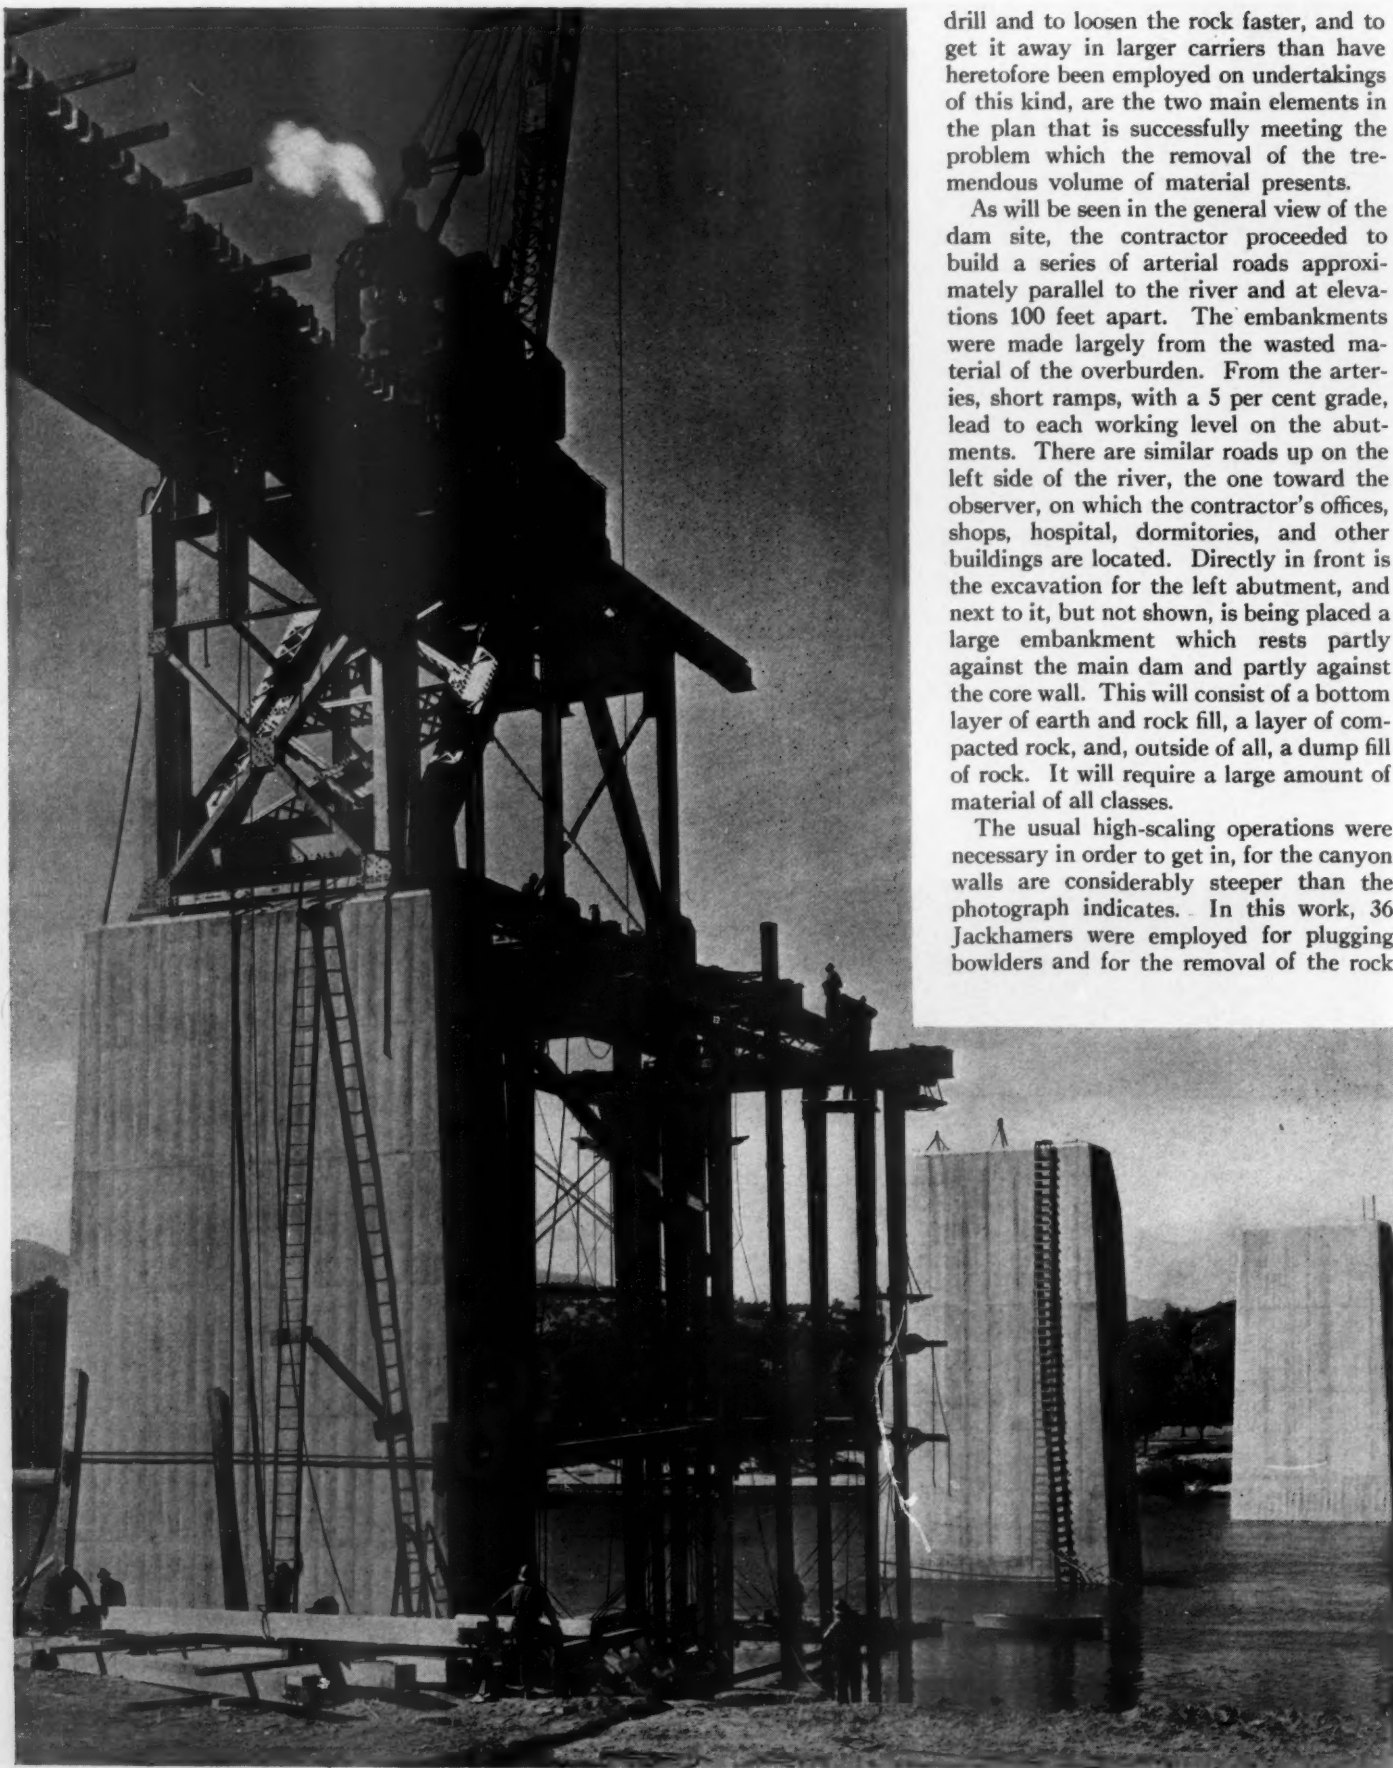 drill and to loosen the rock faster, and to
get it away in larger carriers than have
heretofore been employed on undertakings
of this kind, are the two main elements in
the plan that is successfully meeting the
problem which the removal of the tre-
mendous volume of material presents.
As will be seen in the general view of the
dam site, the contractor proceeded to
build a series of arterial roads approxi-
mately parallel to the river and at eleva-
tions 100 feet apart. The embankments
were made largely from the wasted ma-
terial of the overburden. From the arter-
ies, short ramps, with a 5 per cent grade,
lead to each working level on the abut-
ments. There are similar roads up on the
left side of the river, the one toward the
observer, on which the contractor's offices,
shops, hospital, dormitories, and other
buildings are located. Directly in front is
the excavation for the left abutment, and
next to it, but not shown, is being placed a
large embankment which rests partly
against the main dam and partly against
the core wall. This will consist of a bottom
layer of earth and rock fill, a layer of com-
pacted rock, and, outside of all, a dump fill
of rock. It will require a large amount of
material of all classes.
The usual high-scaling operations were
necessary in order to get in, for the canyon
walls are considerably steeper than the
photograph indicates. In this work, 36
Jackhamers were employed for plugging
bowlders and for the removal of the rock